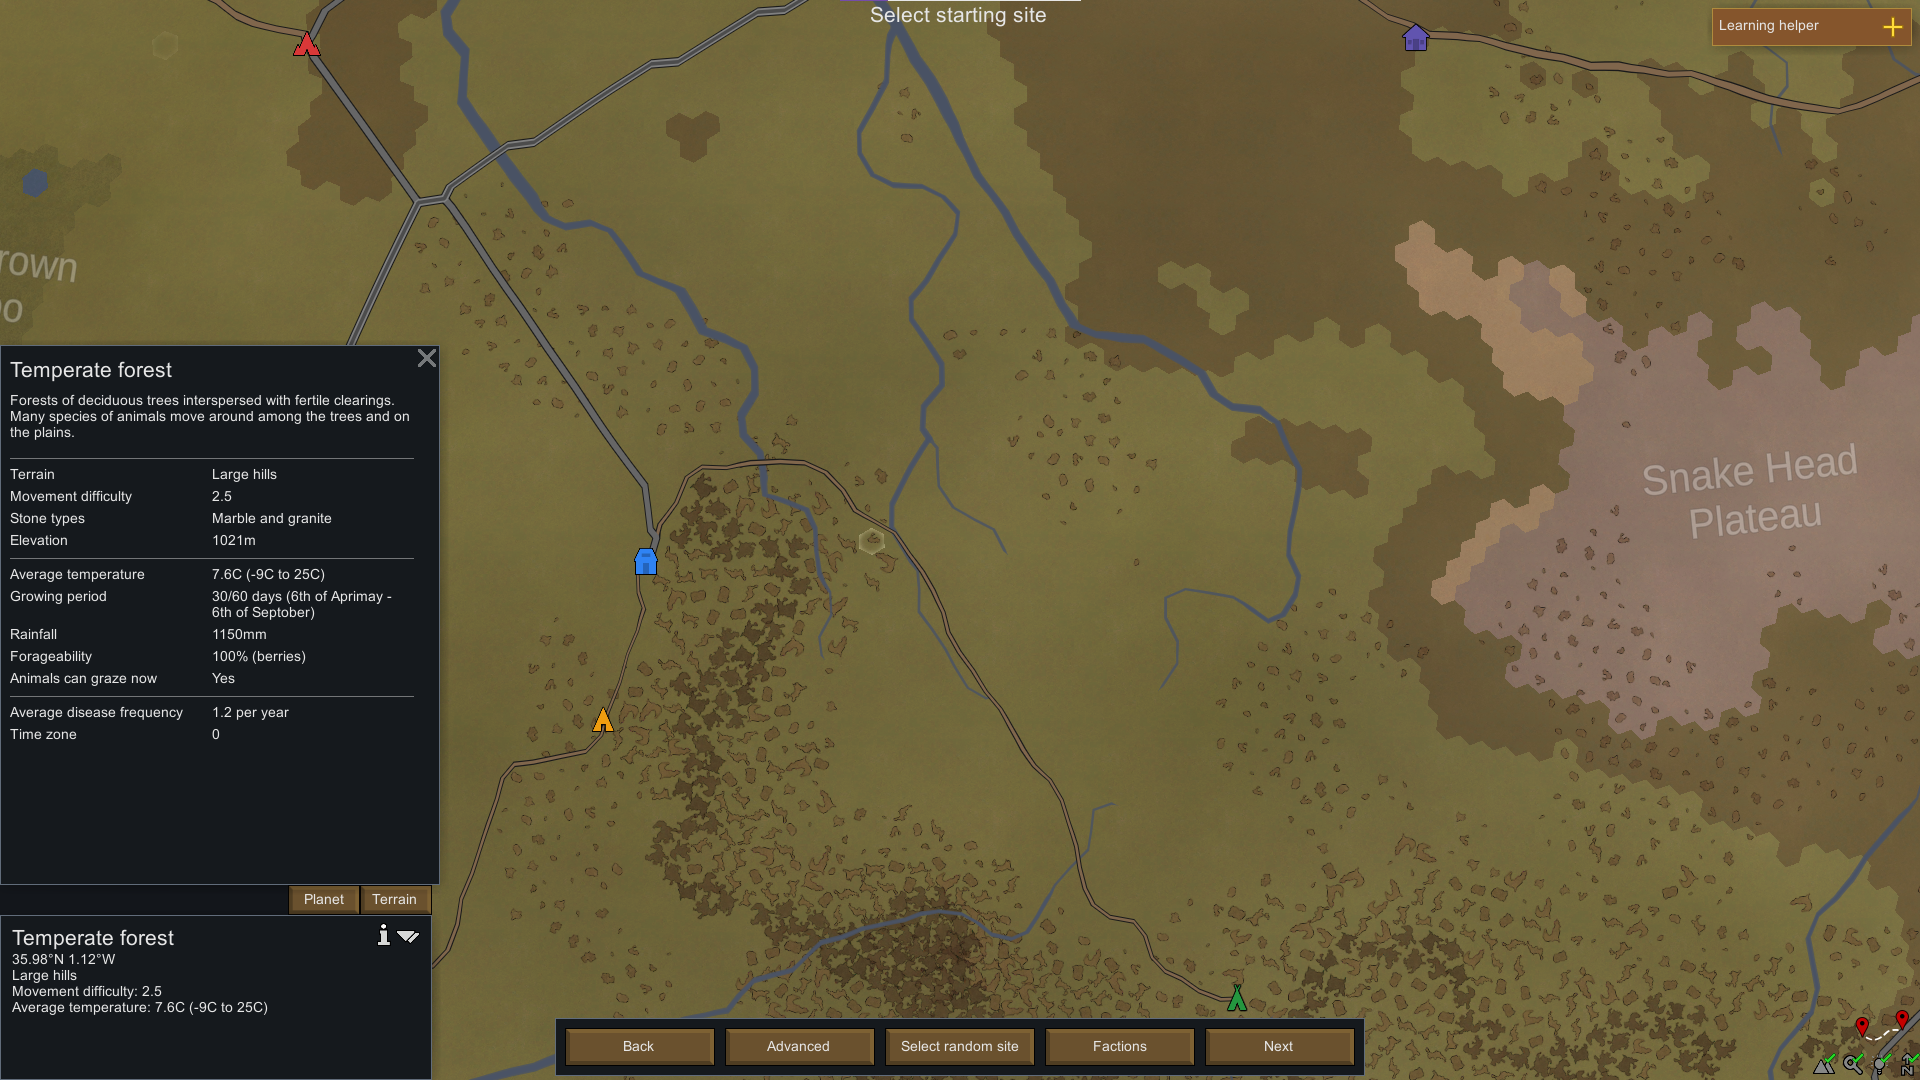 Select starting site
Learning helper
rown
Snake Head
Plateau
Temperate forest
Forests of deciduous trees interspersed with fertile clearings.
Many species of animals move around among the trees and on
the plains.
Terrain Large hills
Movement difficulty 2.5
Stone types Marble and granite
Elevation 1021m
Average temperature 7.6C (-9C to 25C)
Growing period 30/60 days (6th of Aprimay -
6th of Septober)
Rainfall 1150mm
Forageability 100% (berries)
Animals can graze now Yes
Average disease frequency 1.2 per year
Time zone 0
Planet Terrain
Temperate forest
35.98°N 1.12°W
Large hills
Movement difficulty: 2.5
Average temperature: 7.6C (-9C to 25C)
Back Advanced Select random site Factions Next